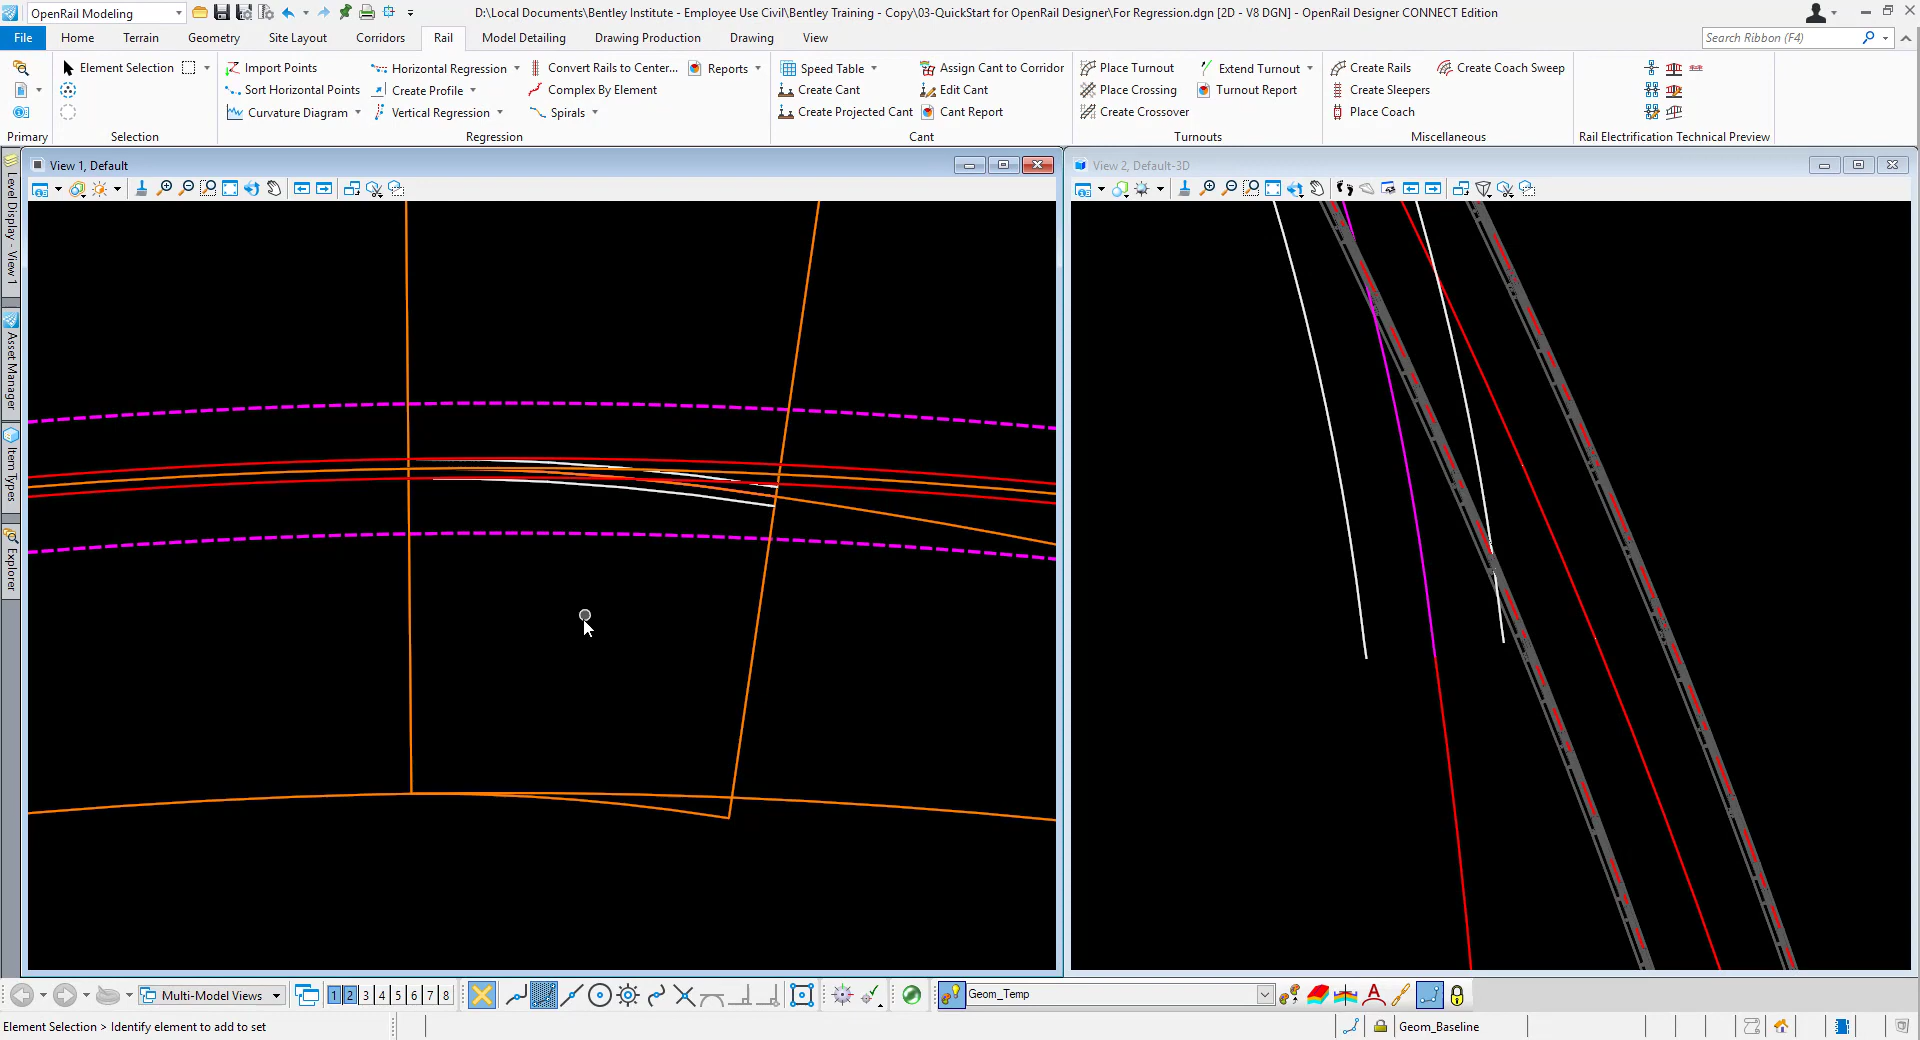 OpenRail Modeling
D:\Local Documents\Bentley Institute - Employee Use Civil\Bentley Training - Copy\03-QuickStart for OpenRail Designer\For Regression.dgn [2D - V8 DGN] - OpenRail Designer CONNECT Edition
File Home Terrain Geometry Site Layout Corridors Rail Model Detailing Drawing Production Drawing View
Search Ribbon (F4)
Element Selection
Import Points
Horizontal Regression
Convert Rails to Center...
Reports
Speed Table
Assign Cant to Corridor
Place Turnout
Extend Turnout
Create Rails
Create Coach Sweep
Sort Horizontal Points
Create Profile
Complex By Element
Create Cant
Edit Cant
Place Crossing
Turnout Report
Create Sleepers
Curvature Diagram
Vertical Regression
Spirals
Create Projected Cant
Cant Report
Create Crossover
Place Coach
Primary
Selection
Regression
Cant
Turnouts
Miscellaneous
Rail Electrification Technical Preview
View 1, Default
View 2, Default-3D
Level Display - View 1
Asset Manager
Item Types
Explorer
Multi-Model Views
1 2 3 4 5 6 7 8
Geom_Temp
Element Selection > Identify element to add to set
Geom_Baseline